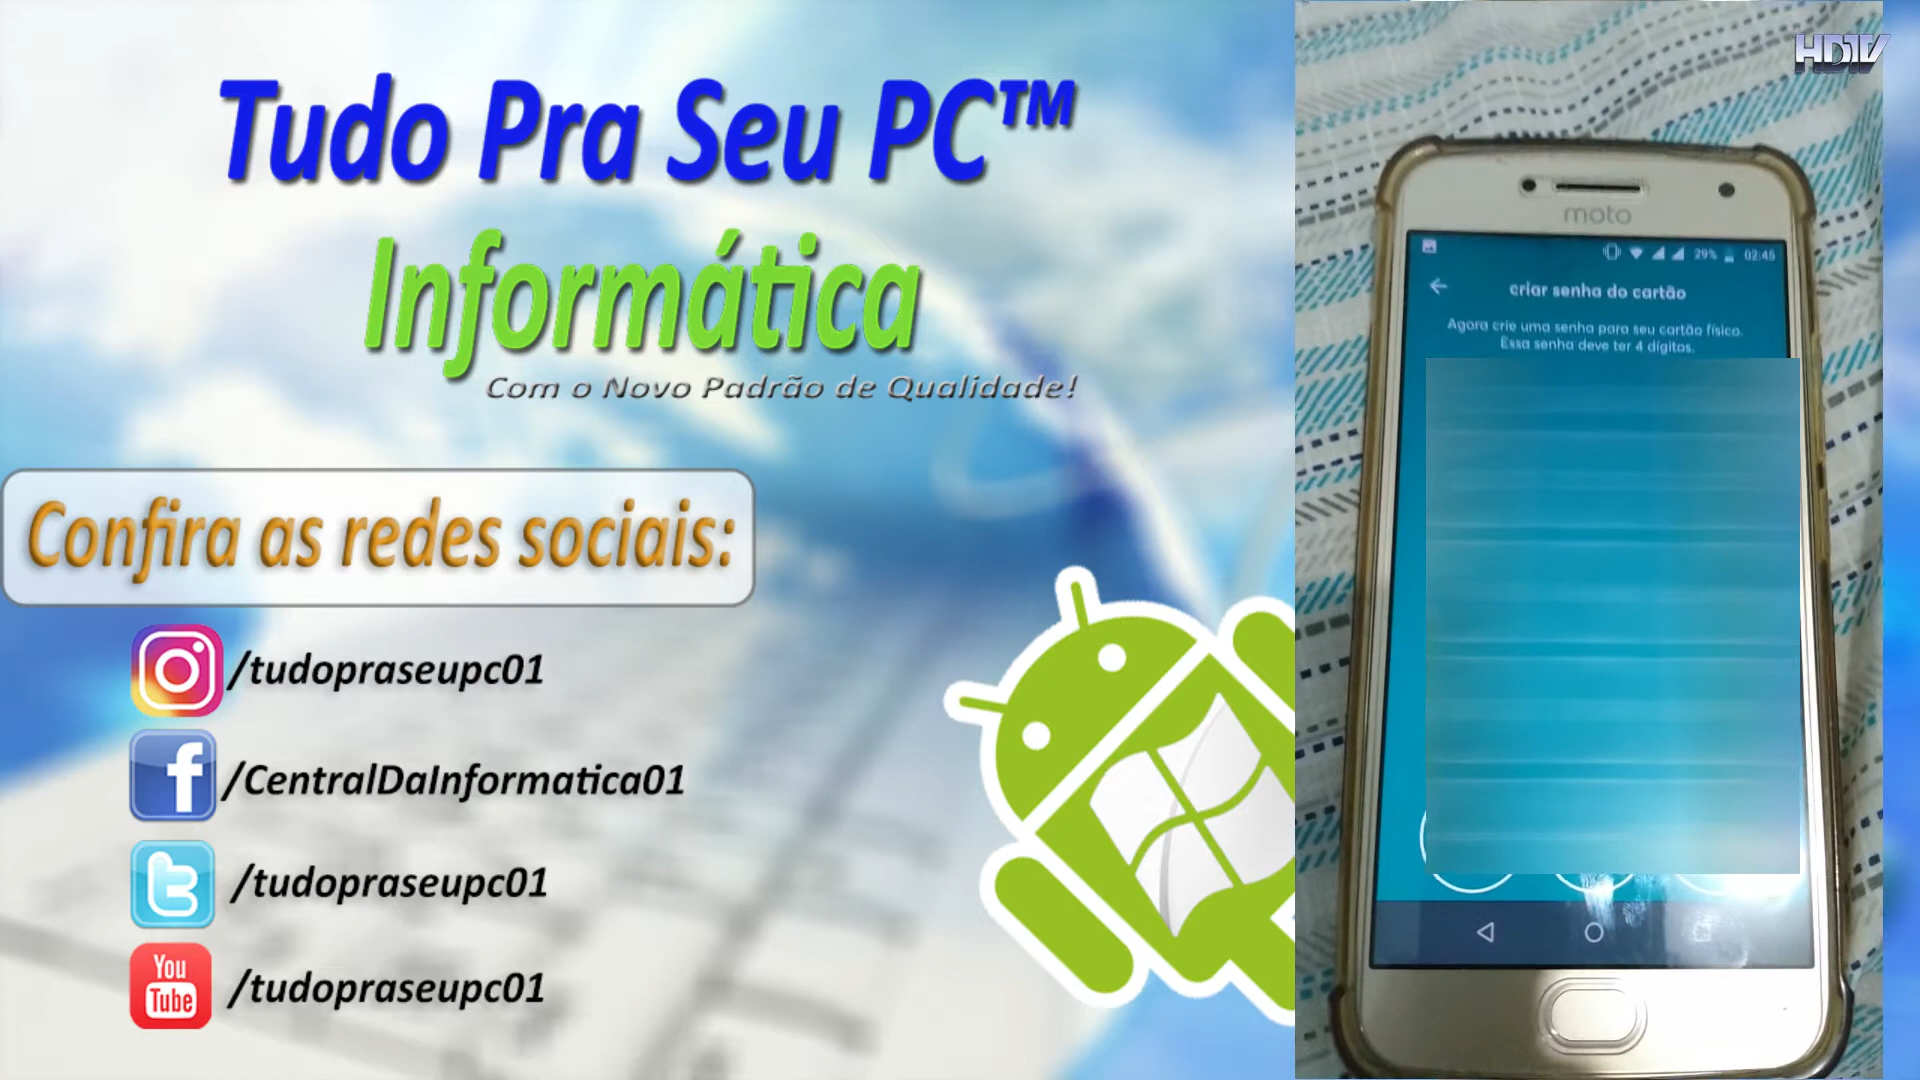 Tudo Pra Seu PC™
Informática
Com o Novo Padrão de Qualidade!
Confira as redes sociais:
/tudopraseupc01
/CentralDaInformatica01
/tudopraseupc01
You
Tube
/tudopraseupc01
HDTV
moto
29% 02:45
criar senha do cartão
Agora crie uma senha para seu cartão físico.
Essa senha deve ter 4 dígitos.